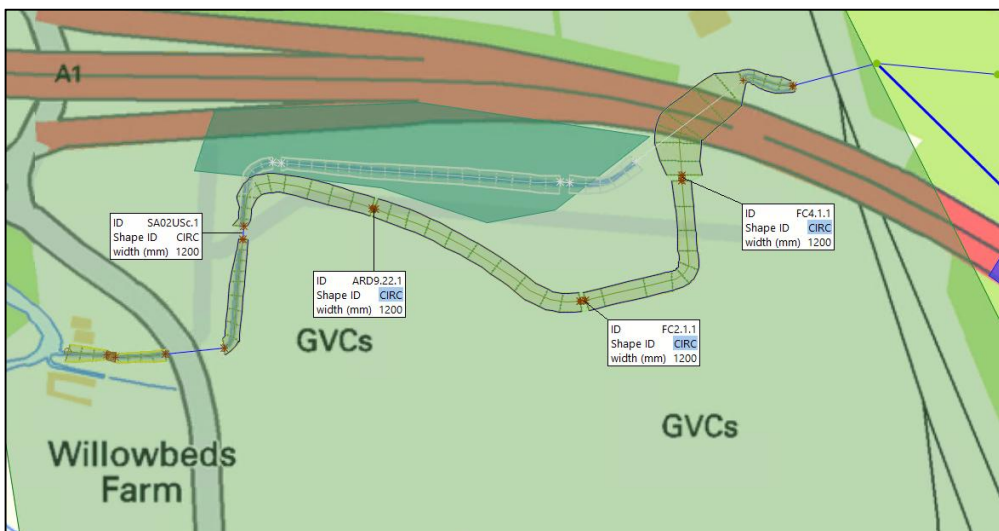 A1
ID SA02USc.1
Shape ID CIRC
width (mm) 1200
ID FC4.1.1
Shape ID CIRC
width (mm) 1200
ID ARD9.22.1
Shape ID CIRC
width (mm) 1200
ID FC2.1.1
Shape ID CIRC
width (mm) 1200
GVCs
GVCs
Willowbeds
Farm